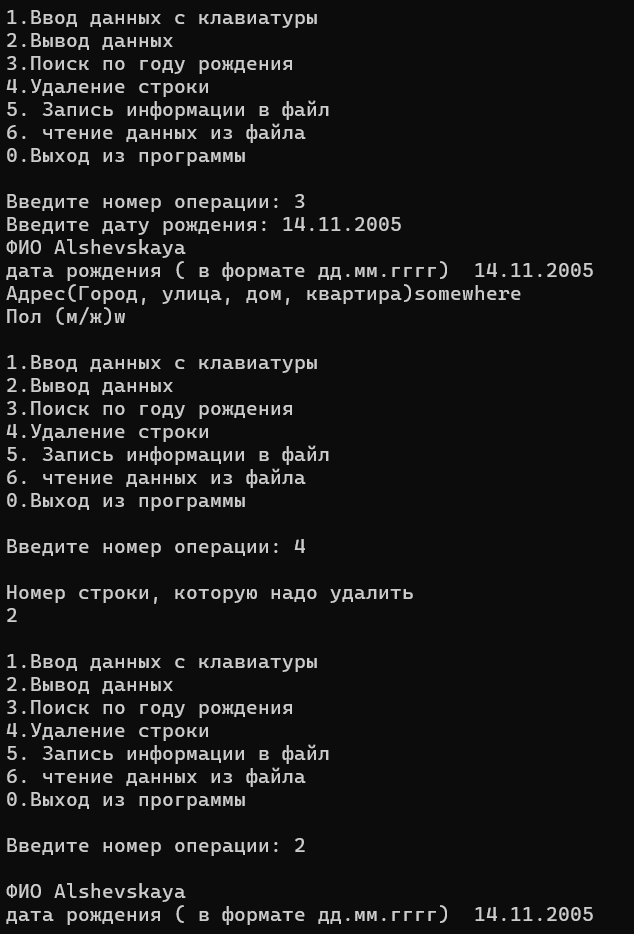 1.Ввод данных с клавиатуры
2.Вывод данных
3.Поиск по году рождения
4.Удаление строки
5. Запись информации в файл
6. чтение данных из файла
0.Выход из программы
Введите номер операции: 3
Введите дату рождения: 14.11.2005
ФИО Alshevskaya
дата рождения ( в формате дд.мм.гггг)  14.11.2005
Адрес(Город, улица, дом, квартира)somewhere
Пол (м/ж)w
1.Ввод данных с клавиатуры
2.Вывод данных
3.Поиск по году рождения
4.Удаление строки
5. Запись информации в файл
6. чтение данных из файла
0.Выход из программы
Введите номер операции: 4
Номер строки, которую надо удалить
2
1.Ввод данных с клавиатуры
2.Вывод данных
3.Поиск по году рождения
4.Удаление строки
5. Запись информации в файл
6. чтение данных из файла
0.Выход из программы
Введите номер операции: 2
ФИО Alshevskaya
дата рождения ( в формате дд.мм.гггг)  14.11.2005